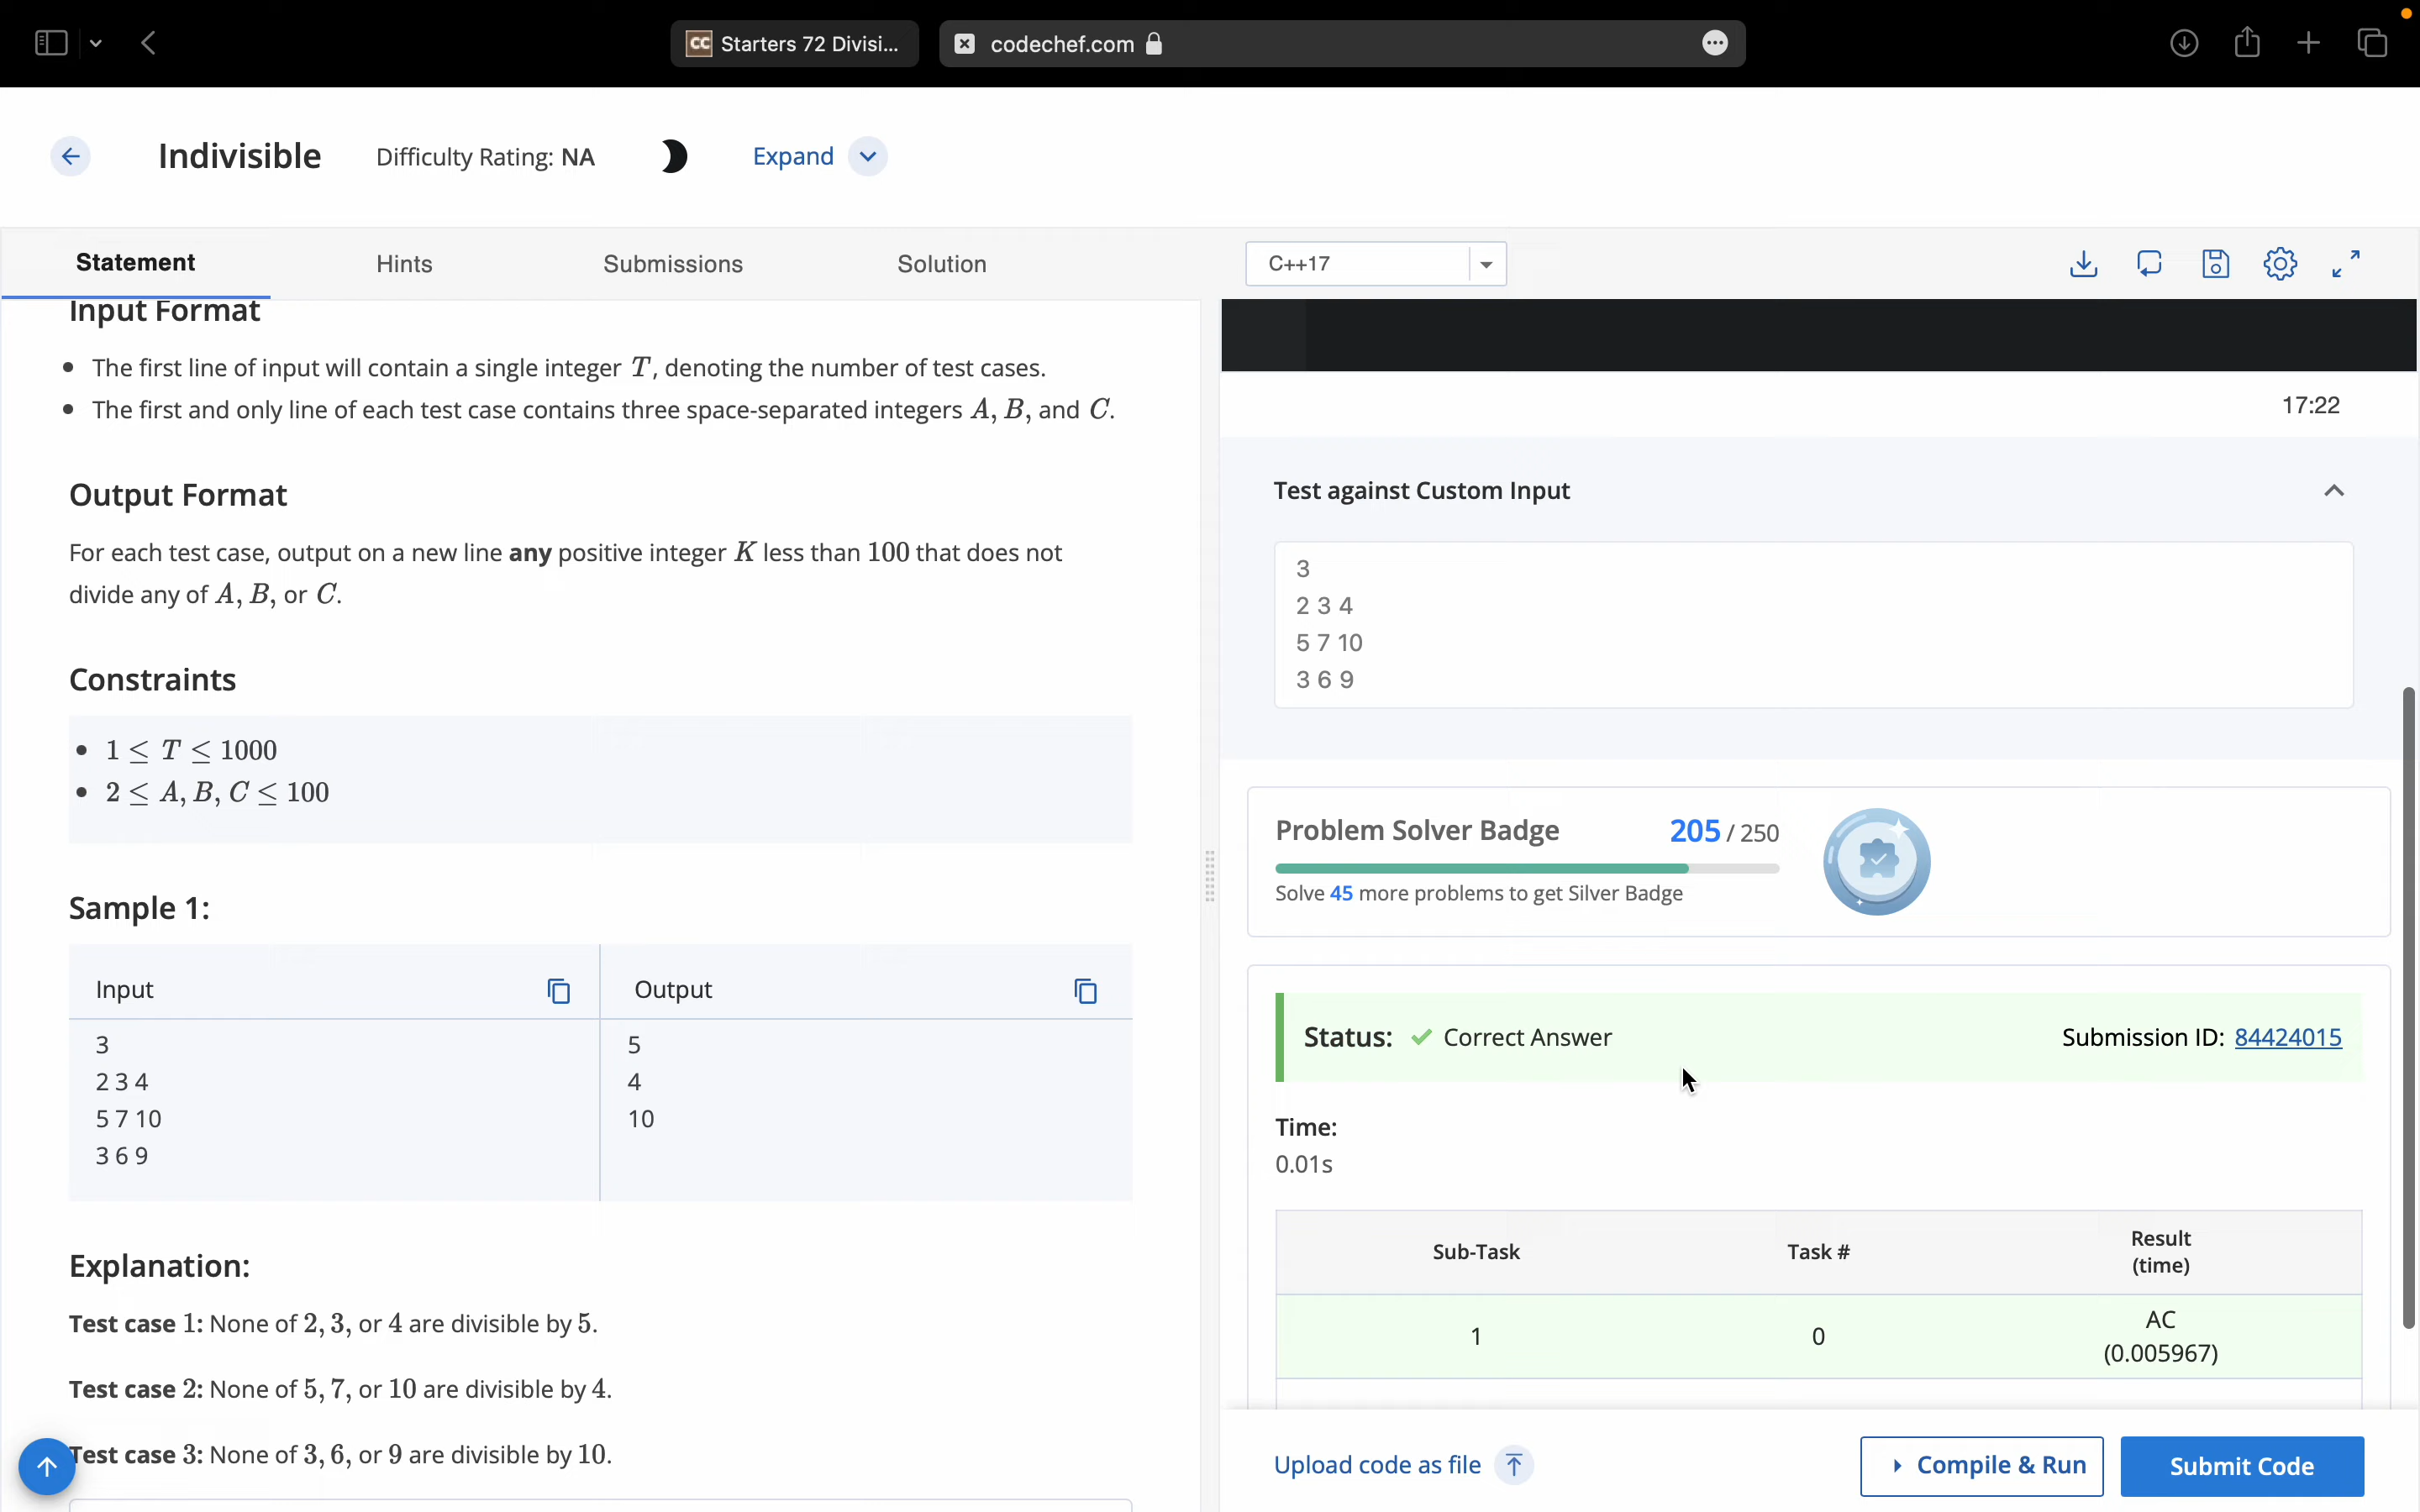 CC Starters 72 Divisi...
codechef.com
Indivisible
Difficulty Rating: NA
Expand
Statement
Hints
Submissions
Solution
Input Format
• The first line of input will contain a single integer T, denoting the number of test cases.
• The first and only line of each test case contains three space-separated integers A, B, and C.
Output Format
For each test case, output on a new line any positive integer K less than 100 that does not
divide any of A, B, or C.
Constraints
• 1 ≤ T ≤ 1000
• 2 ≤ A, B, C ≤ 100
Sample 1:
Input
Output
3
2 3 4
5 7 10
3 6 9
5
4
10
Explanation:
Test case 1: None of 2, 3, or 4 are divisible by 5.
Test case 2: None of 5, 7, or 10 are divisible by 4.
Test case 3: None of 3, 6, or 9 are divisible by 10.
C++17
17:22
Test against Custom Input
3
2 3 4
5 7 10
3 6 9
Problem Solver Badge
205 / 250
Solve 45 more problems to get Silver Badge
Status: ✓ Correct Answer
Submission ID: 84424015
Time:
0.01s
Sub-Task
Task #
Result
(time)
1
0
AC
(0.005967)
Upload code as file
Compile & Run
Submit Code